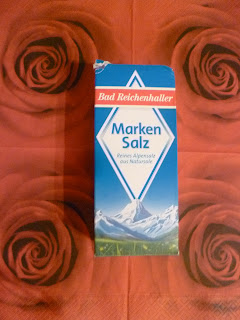 Bad Reichenhaller
Marken
Salz
Reines Alpensalz
aus Natursole